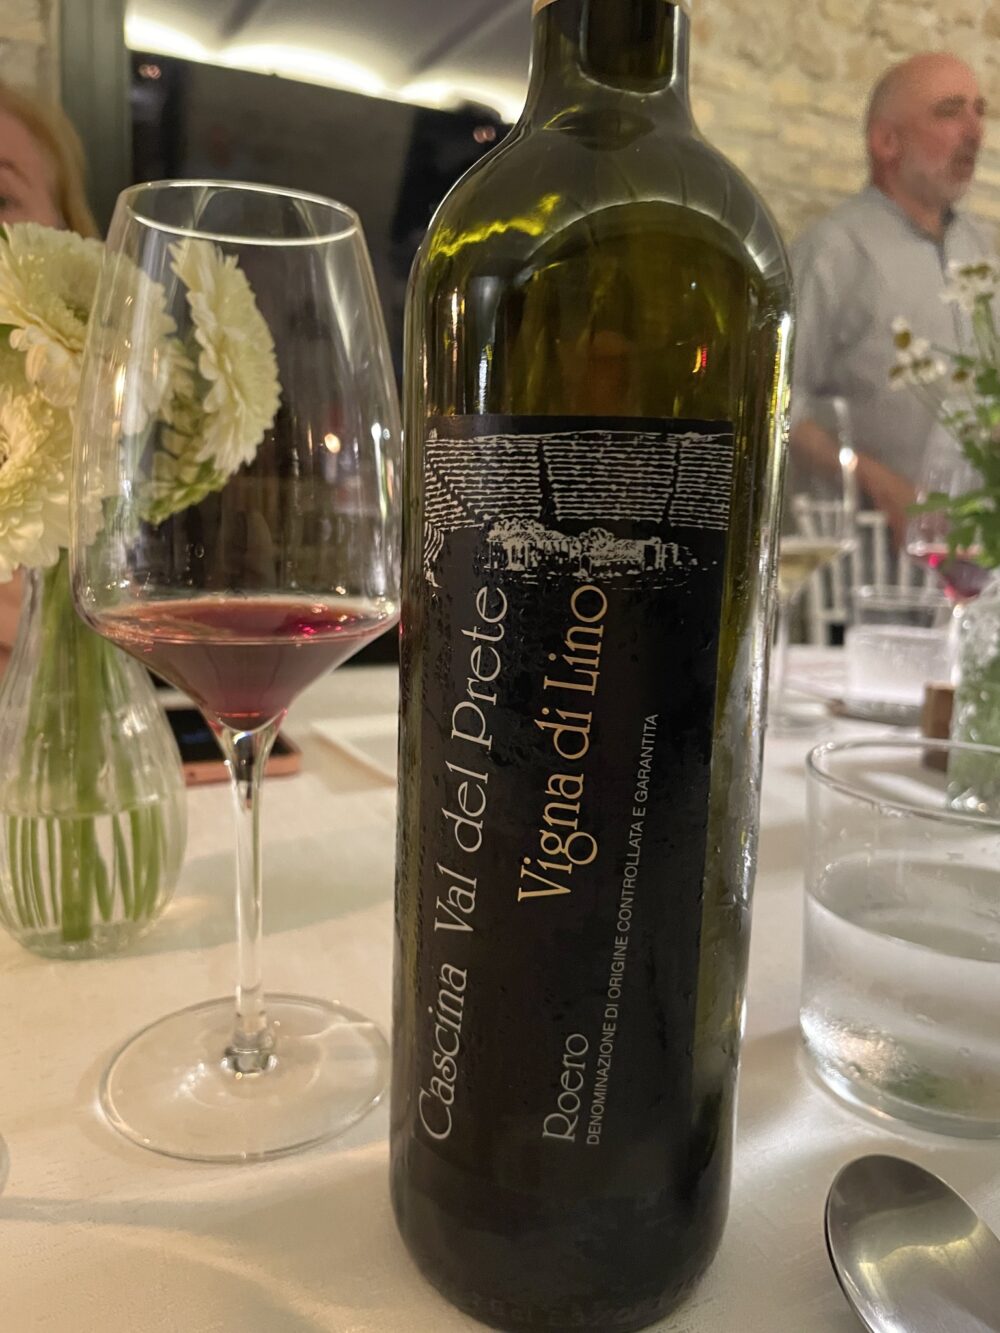 Cascina Val del Prete
Vigna di Lino
Roero
DENOMINAZIONE DI ORIGINE CONTROLLATA E GARANTITA